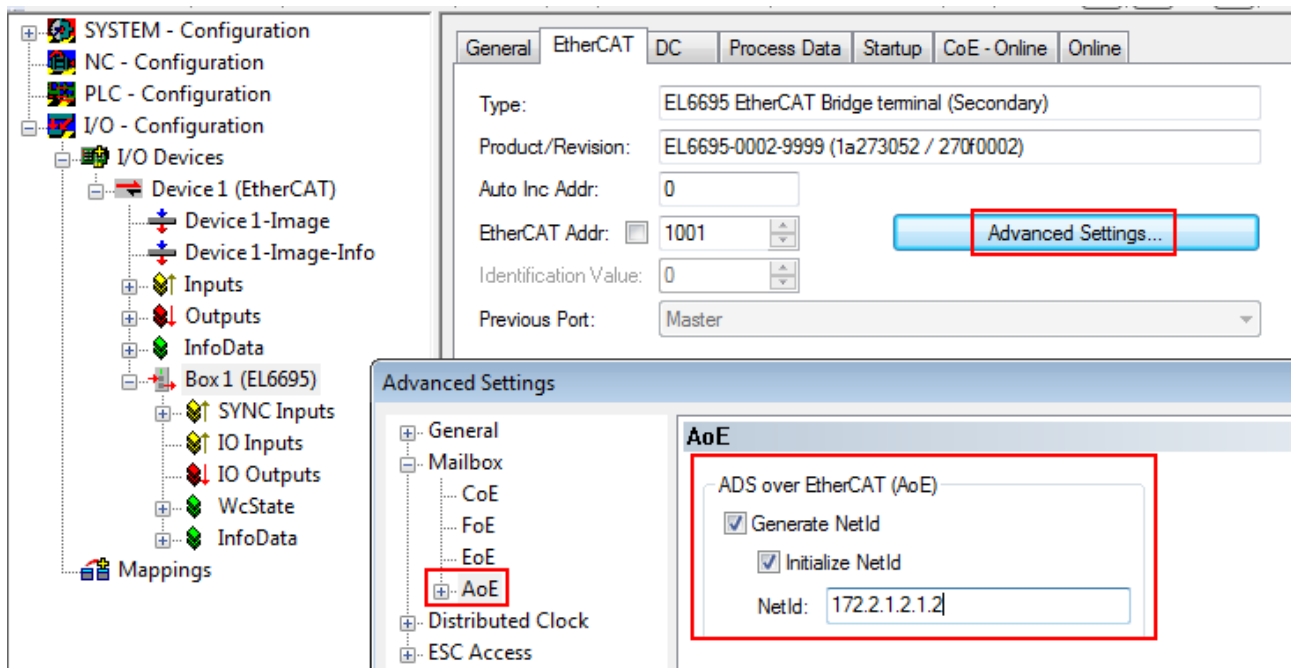 SYSTEM - Configuration
NC - Configuration
PLC - Configuration
I/O - Configuration
I/O Devices
Device 1 (EtherCAT)
Device 1-Image
Device 1-Image-Info
Inputs
Outputs
InfoData
Box 1 (EL6695)
SYNC Inputs
IO Inputs
IO Outputs
WcState
InfoData
Mappings
General EtherCAT DC Process Data Startup CoE - Online Online
Type: EL6695 EtherCAT Bridge terminal (Secondary)
Product/Revision: EL6695-0002-9999 (1a273052 / 270f0002)
Auto Inc Addr: 0
EtherCAT Addr: 1001 Advanced Settings...
Identification Value: 0
Previous Port: Master
Advanced Settings
General
Mailbox
CoE
FoE
EoE
AoE
Distributed Clock
ESC Access
AoE
ADS over EtherCAT (AoE)
Generate NetId
Initialize NetId
NetId: 172.2.1.2.1.2